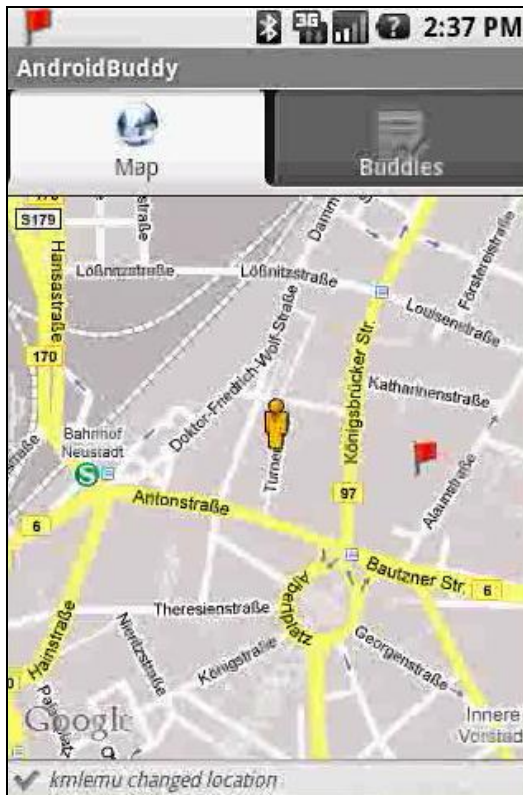 3G 2:37 PM
AndroidBuddy
Map
Buddies
S179
Hansastraße
Lößnitzstraße
Lößnitzstraße
Louisenstraße
Förstereistraße
170
Doktor-Friedrich-Wolf-Straße
Königsbrücker Str.
Katharinenstraße
Bahnhof
Neustadt
S
Alaunstraße
97
Antonstraße
6
Bautzner Str.
6
Albertplatz
Theresienstraße
Hainstraße
Nieritzstraße
Königstraße
Georgenstraße
Google
Innere
Vorstadt
kmlemu changed location